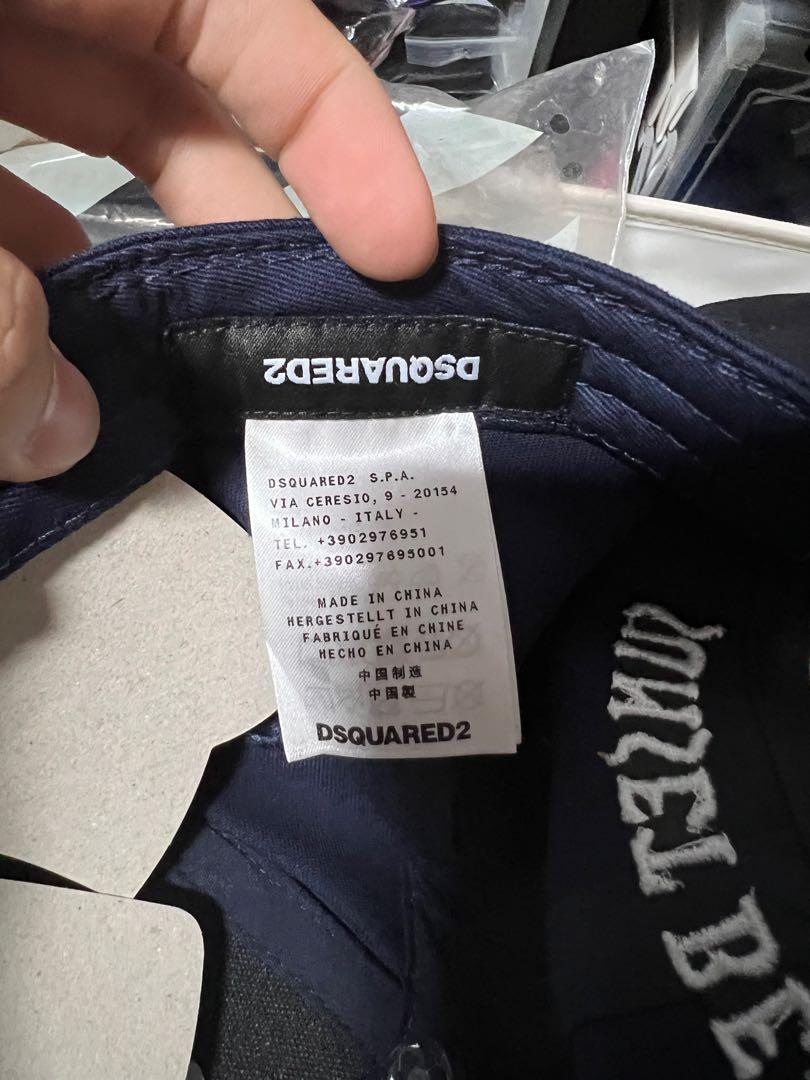 DSQUARED2
DSQUARED2 S.P.A.
VIA CERESIO, 9 - 20154
MILANO - ITALY -
TEL. +3902976951
FAX.+390297695001
MADE IN CHINA
HERGESTELLT IN CHINA
FABRIQUÉ EN CHINE
HECHO EN CHINA
中国制造
中国製
DSQUARED2